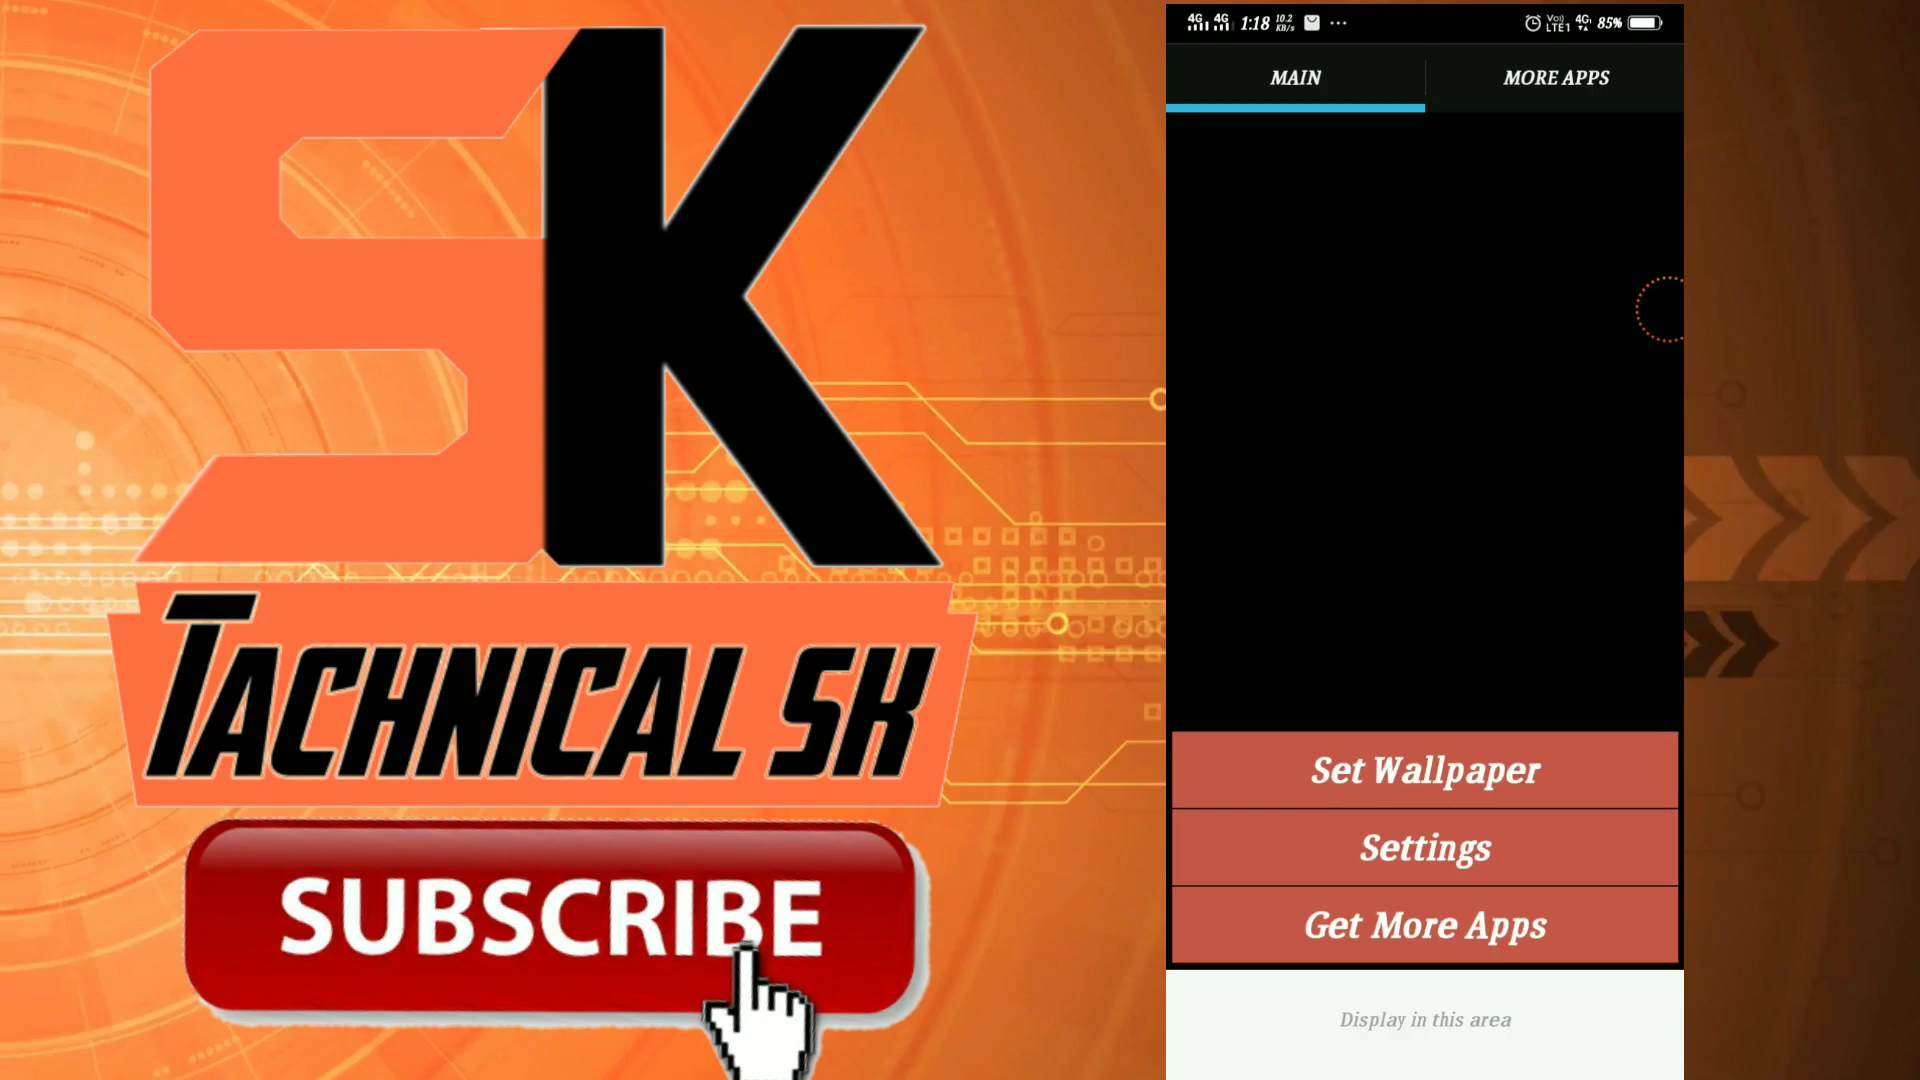 SK
TACHNICAL SK
SUBSCRIBE
4G 4G 1:18 10.2 KB/s ... Vo) LTE1 4G 85%
MAIN MORE APPS
Set Wallpaper
Settings
Get More Apps
Display in this area